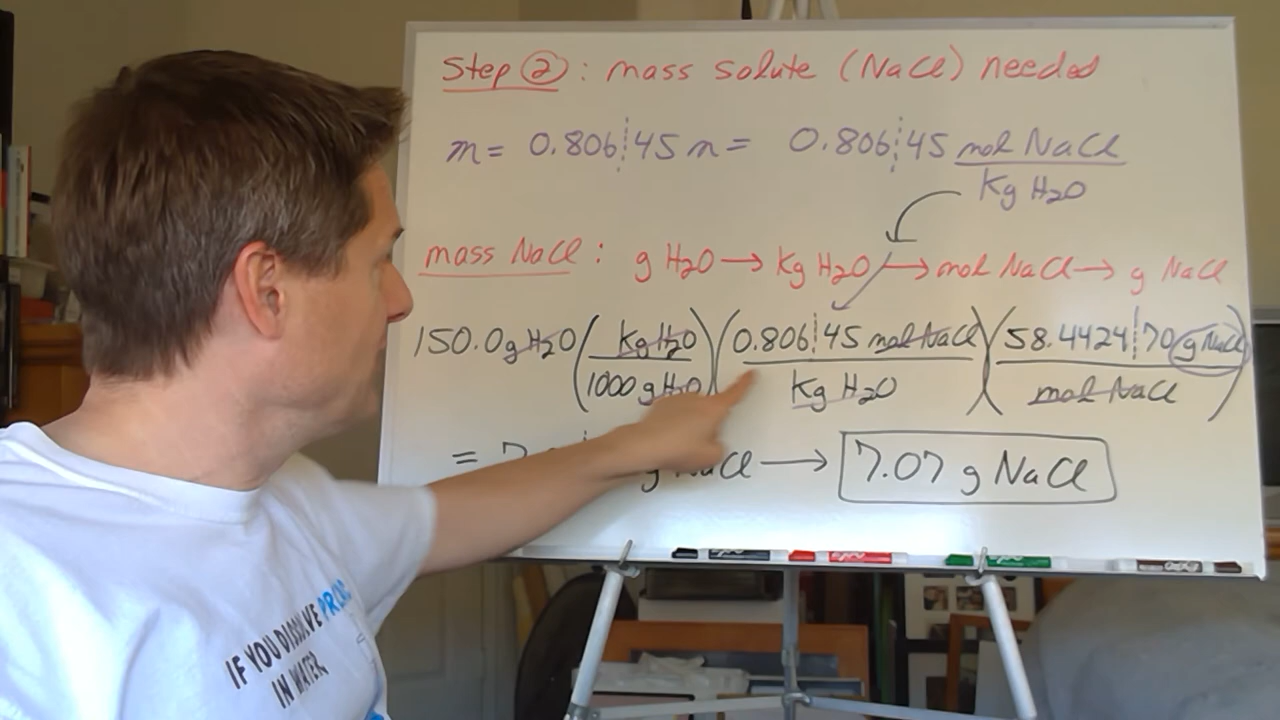 Step ②: mass solute (NaCl) needed
m = 0.806¦45 m = 0.806¦45 mol NaCl
Kg H₂O
mass NaCl: g H₂O → Kg H₂O → mol NaCl → g NaCl
150.0g H₂O (Kg H₂O) (0.806¦45 mol NaCl) (58.4424¦70 g NaCl)
1000 g H₂O Kg H₂O mol NaCl
= g NaCl → 7.07 g NaCl
IF YOU DISSOLVE
IN WATER,